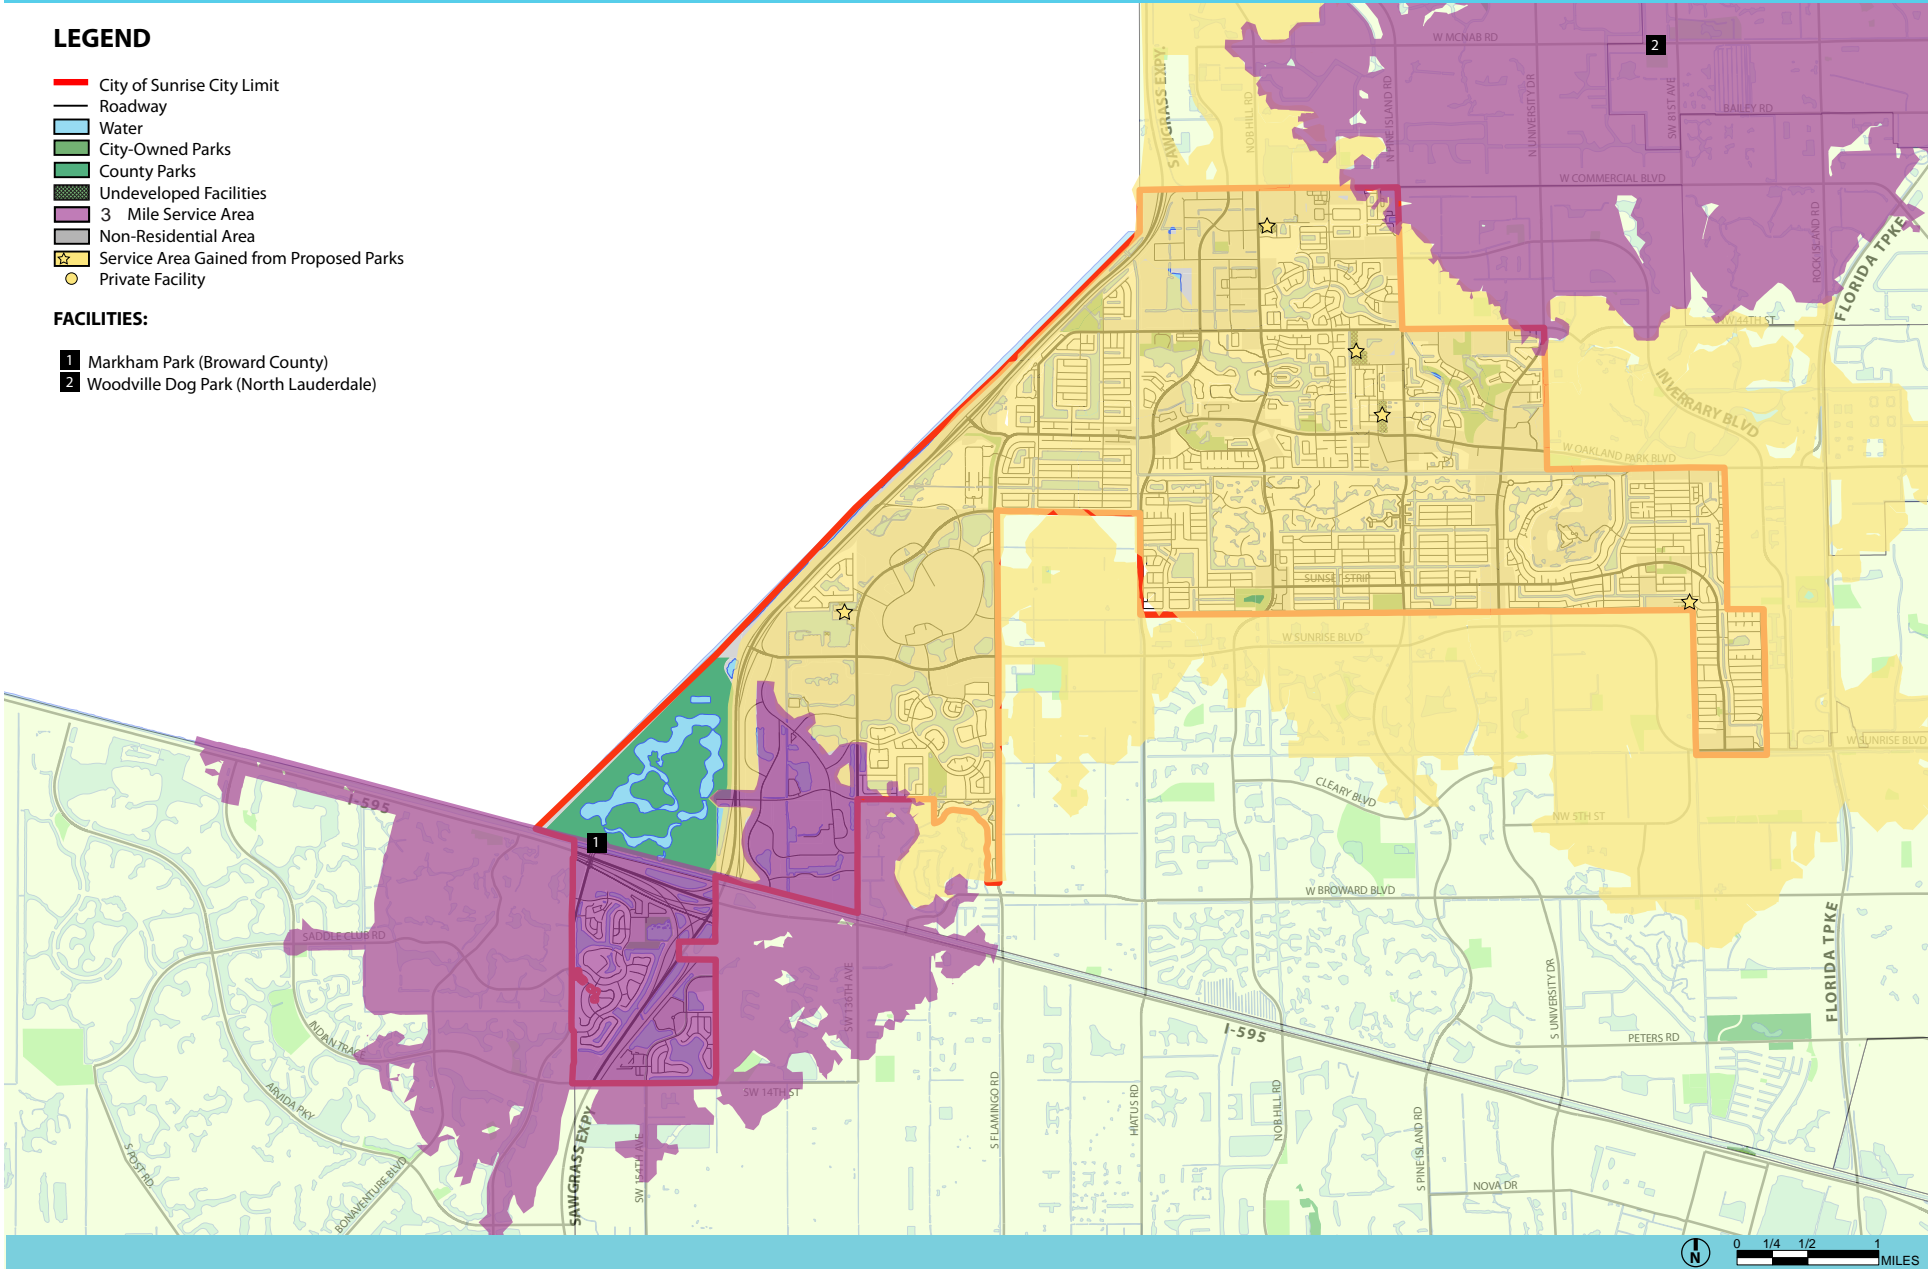 LEGEND
City of Sunrise City Limit
Roadway
Water
City-Owned Parks
County Parks
Undeveloped Facilities
3 Mile Service Area
Non-Residential Area
Service Area Gained from Proposed Parks
Private Facility
FACILITIES:
1 Markham Park (Broward County)
2 Woodville Dog Park (North Lauderdale)
W MCNAB RD
2
SAWGRASS EXPY.
NOB HILL RD
N PINE ISLAND RD
N UNIVERSITY DR
SW 81ST AVE
BAILEY RD
W COMMERCIAL BLVD
ROCK ISLAND RD
FLORIDA TPKE
NW 44TH ST
INVERRARY BLVD
W OAKLAND PARK BLVD
SUNSET STRIP
W SUNRISE BLVD
W SUNRISE BLVD
CLEARY BLVD
NW 5TH ST
I-595
1
W BROWARD BLVD
SADDLE CLUB RD
SW 136TH AVE
FLORIDA TPKE
S UNIVERSITY DR
I-595
PETERS RD
INDIAN TRACE
ARVIDA PKY
SW 14TH ST
S FLAMINGO RD
HIATUS RD
NOB HILL RD
S PINE ISLAND RD
S POST RD.
BONAVENTURE BLVD
SAWGRASS EXPY
SW 154TH AVE
NOVA DR
N
0 1/4 1/2 1
MILES